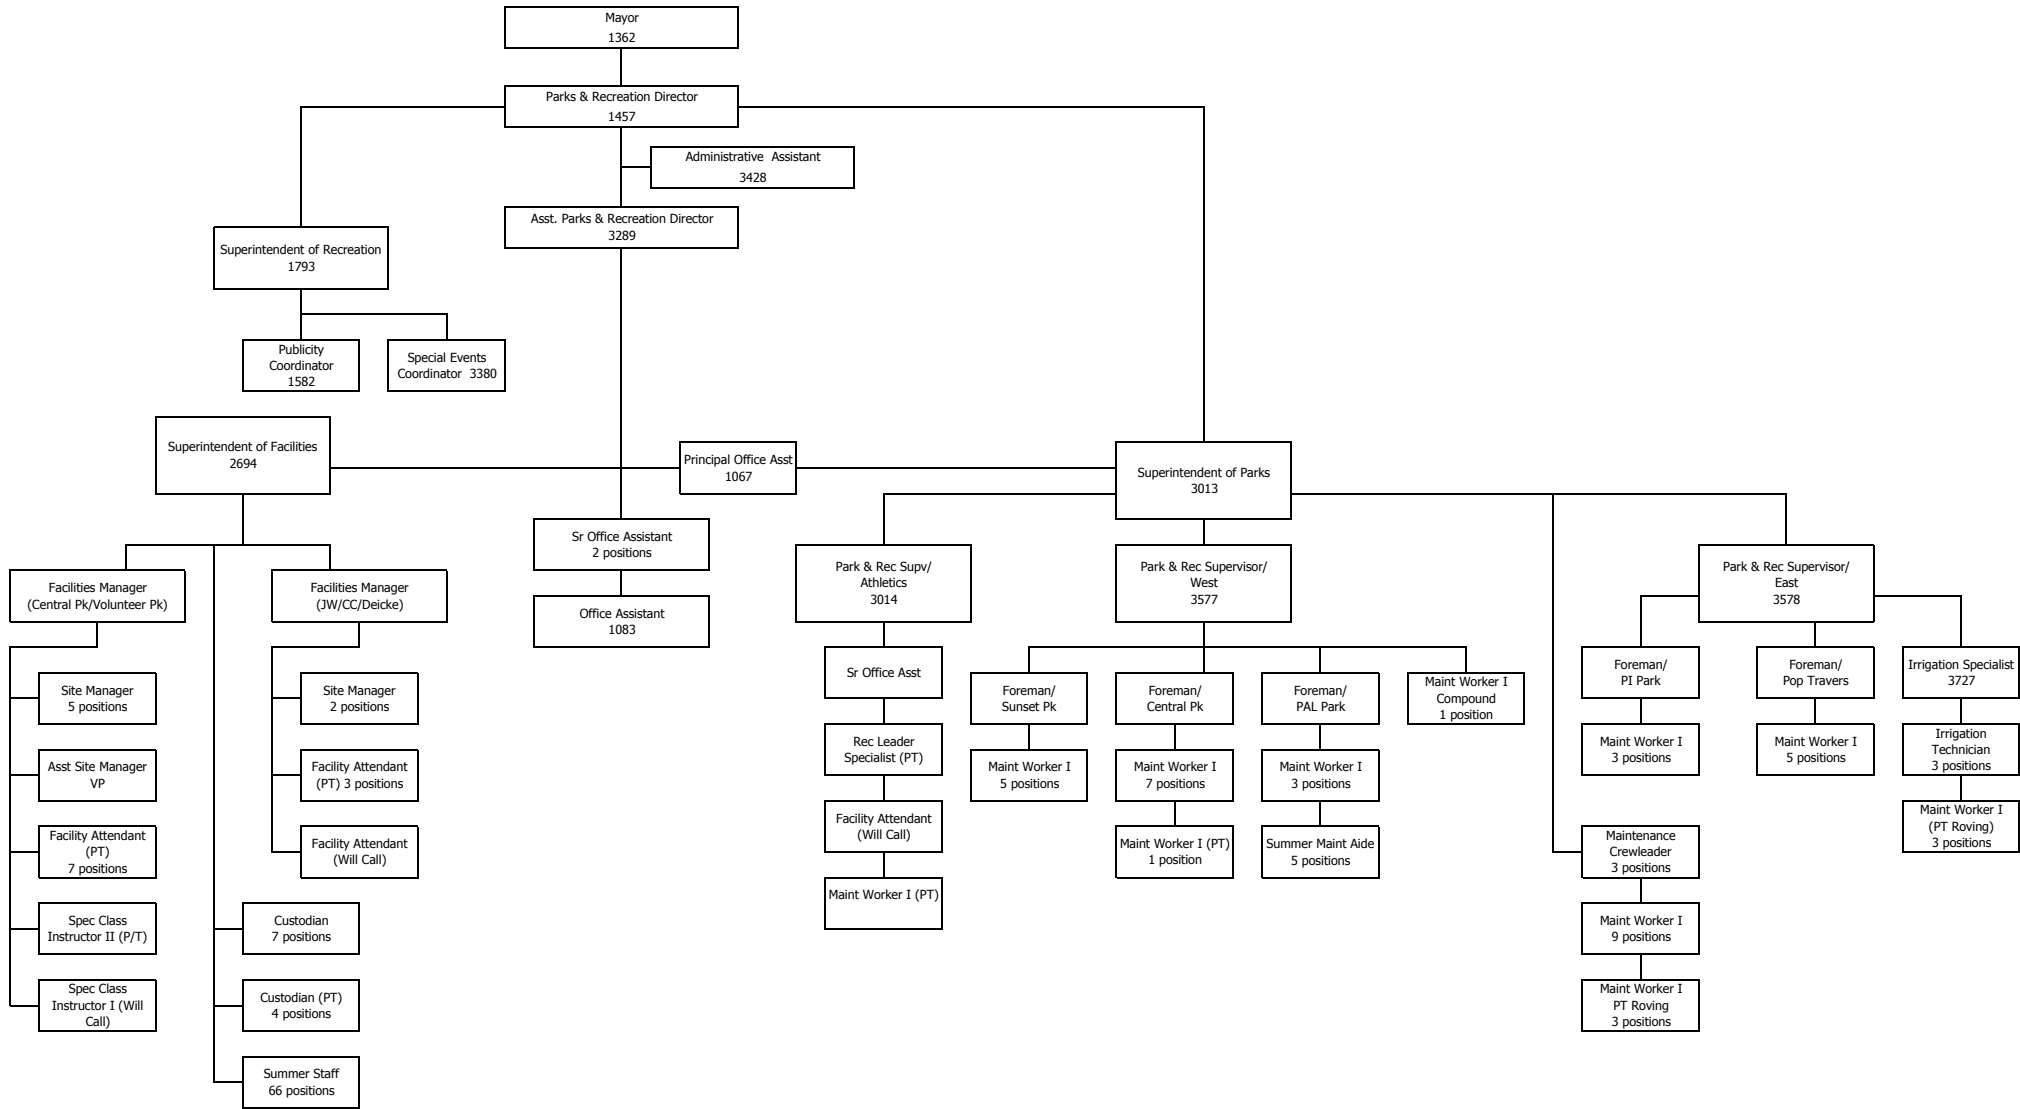 Mayor
1362
Parks & Recreation Director
1457
Administrative  Assistant
3428
Asst. Parks & Recreation Director
3289
Superintendent of Recreation
1793
Publicity
Coordinator
1582
Special Events
Coordinator  3380
Superintendent of Facilities
2694
Principal Office Asst
1067
Superintendent of Parks
3013
Sr Office Assistant
2 positions
Office Assistant
1083
Facilities Manager
(Central Pk/Volunteer Pk)
Facilities Manager
(JW/CC/Deicke)
Site Manager
5 positions
Asst Site Manager
VP
Facility Attendant
(PT)
7 positions
Spec Class
Instructor II (P/T)
Spec Class
Instructor I (Will
Call)
Site Manager
2 positions
Facility Attendant
(PT) 3 positions
Facility Attendant
(Will Call)
Custodian
7 positions
Custodian (PT)
4 positions
Summer Staff
66 positions
Park & Rec Supv/
Athletics
3014
Sr Office Asst
Rec Leader
Specialist (PT)
Facility Attendant
(Will Call)
Maint Worker I (PT)
Park & Rec Supervisor/
West
3577
Foreman/
Sunset Pk
Maint Worker I
5 positions
Foreman/
Central Pk
Maint Worker I
7 positions
Maint Worker I (PT)
1 position
Foreman/
PAL Park
Maint Worker I
3 positions
Summer Maint Aide
5 positions
Maint Worker I
Compound
1 position
Park & Rec Supervisor/
East
3578
Foreman/
PI Park
Maint Worker I
3 positions
Foreman/
Pop Travers
Maint Worker I
5 positions
Irrigation Specialist
3727
Irrigation
Technician
3 positions
Maint Worker I
(PT Roving)
3 positions
Maintenance
Crewleader
3 positions
Maint Worker I
9 positions
Maint Worker I
PT Roving
3 positions